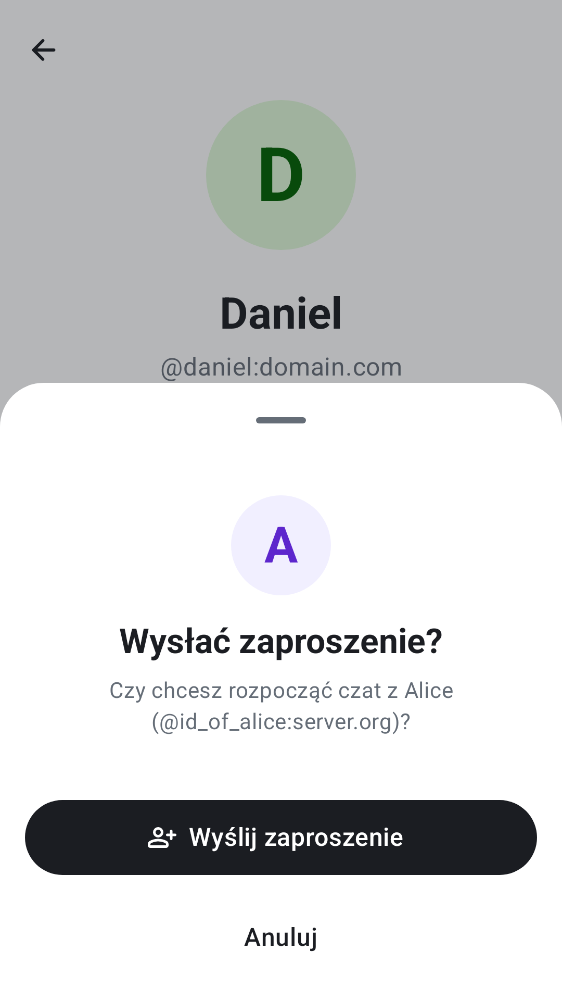 D
Daniel
@daniel:domain.com
A
Wysłać zaproszenie?
Czy chcesz rozpocząć czat z Alice
(@id_of_alice:server.org)?
Wyślij zaproszenie
Anuluj